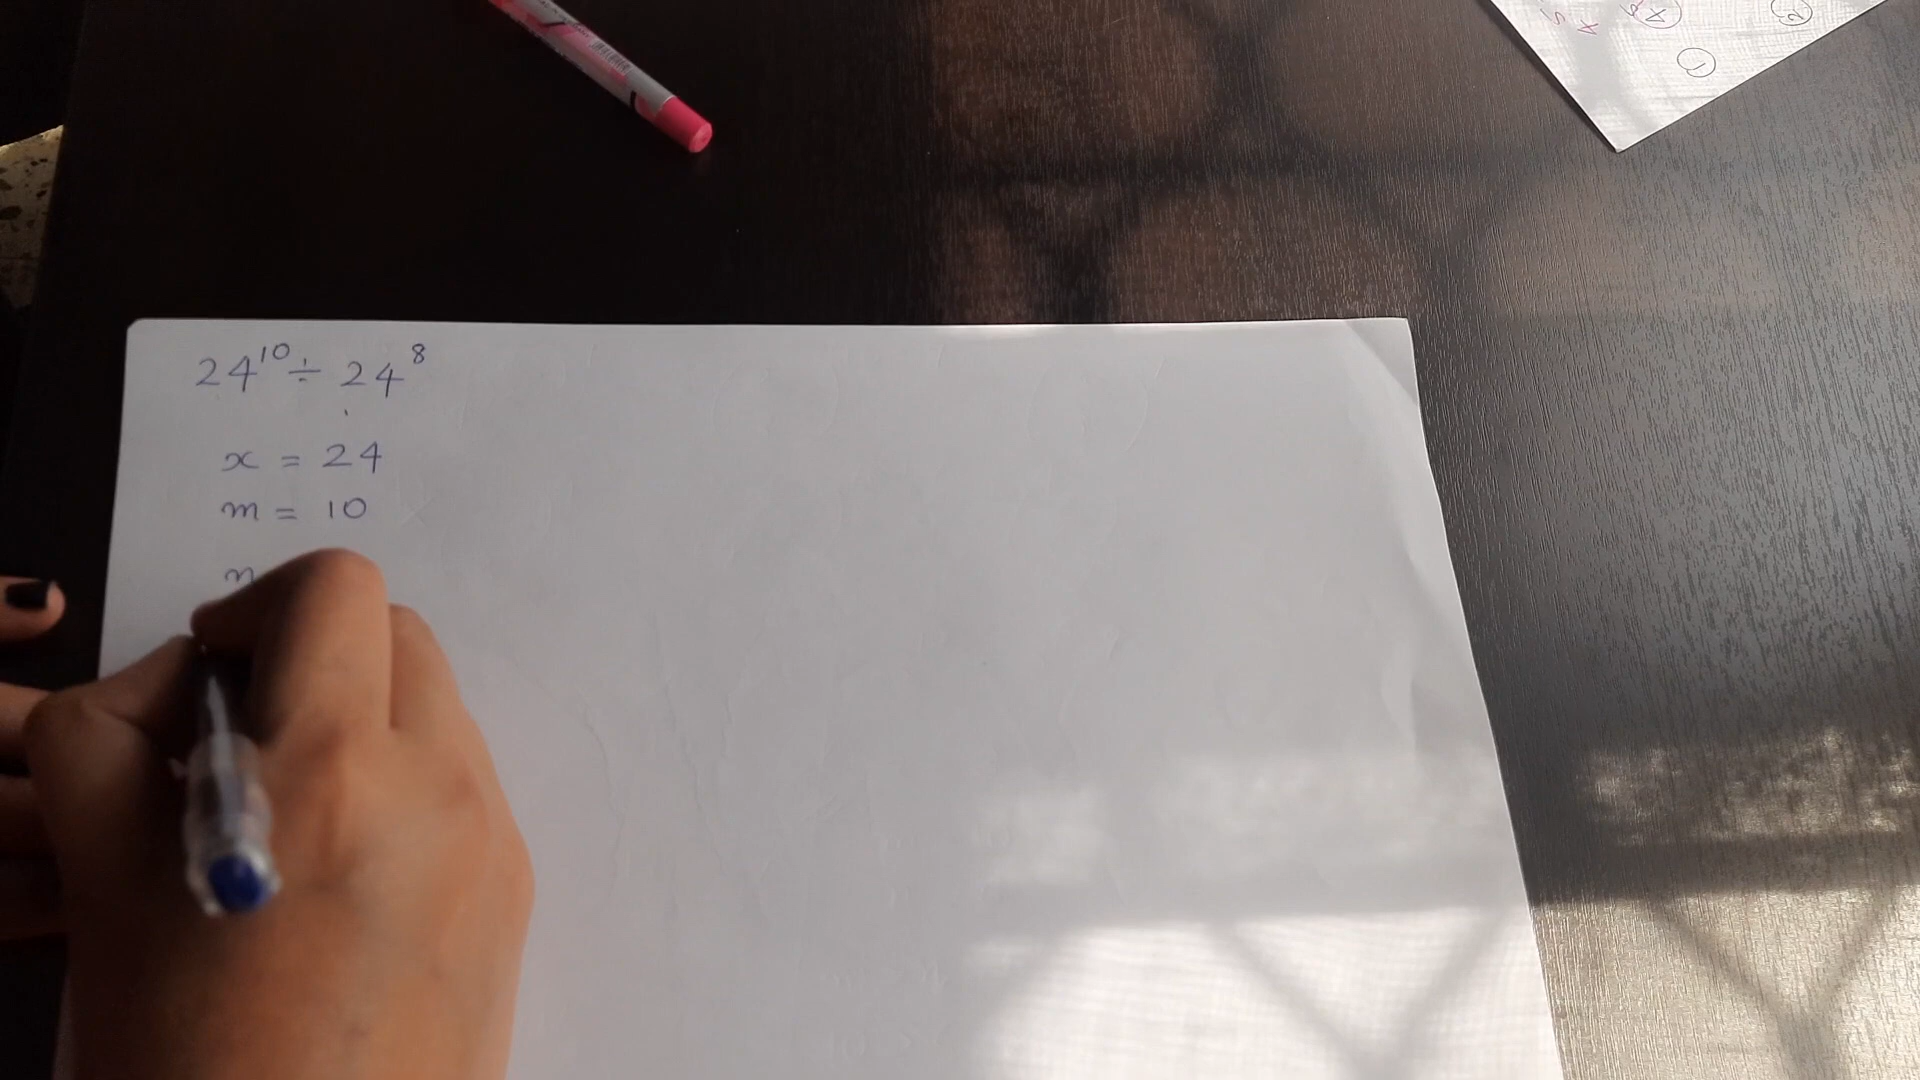 24¹⁰ ÷ 24⁸
x = 24
m = 10
n